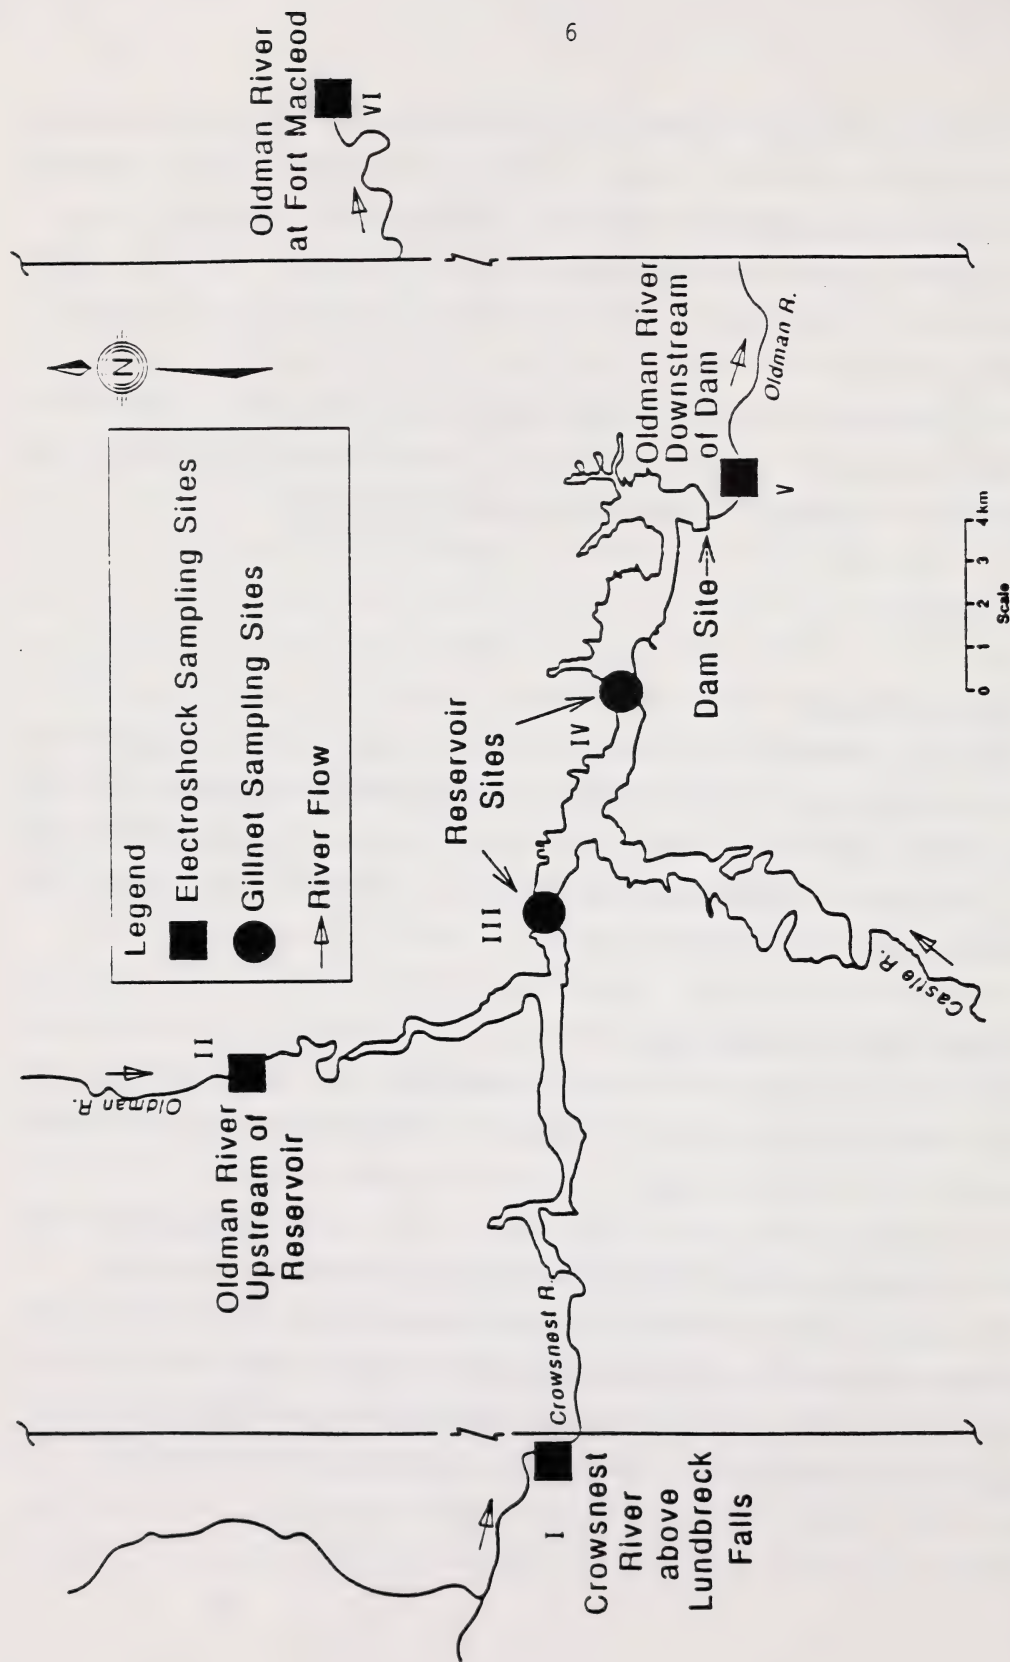 6
Legend
Electroshock Sampling Sites
Gillnet Sampling Sites
River Flow
N
Oldman River
at Fort Macleod
VI
Oldman R.
II
Oldman River
Upstream of
Reservoir
Reservoir
Sites
III
IV
Oldman River
Downstream
of Dam
V
Oldman R.
Dam Site
Castle R.
Crowsnest R.
I
Crowsnest
River
above
Lundbreck
Falls
0 1 2 3 4 km
Scale